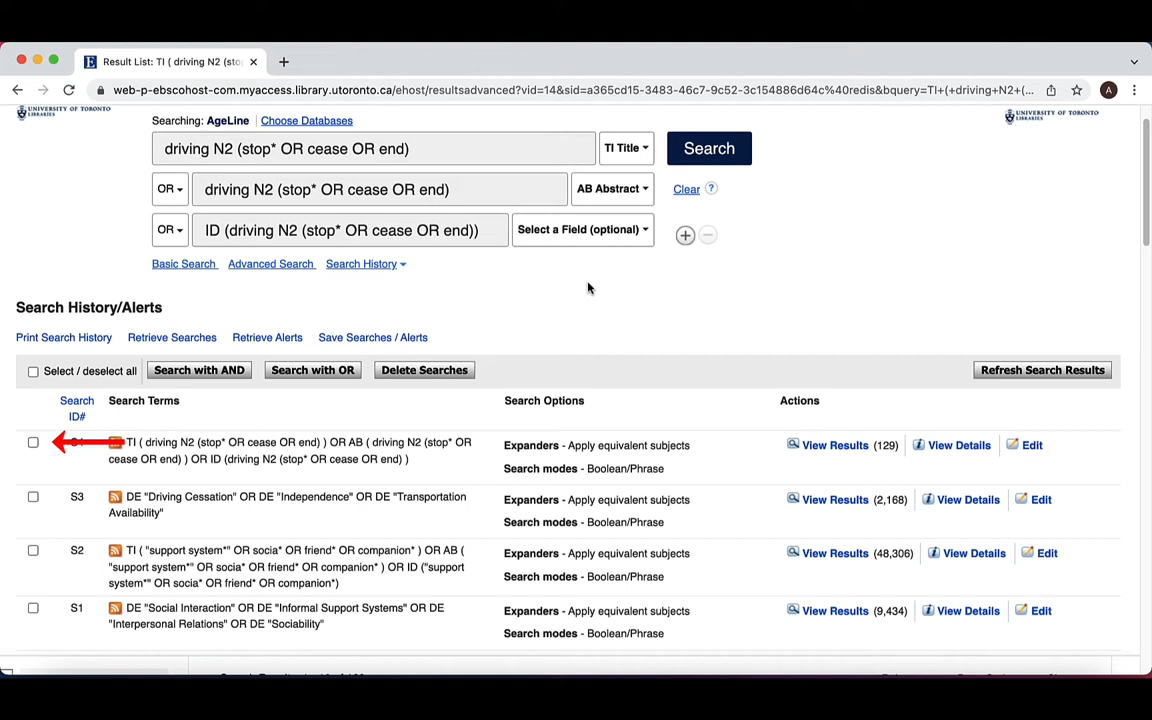 Result List: TI ( driving N2 (sto
web-p-ebscohost-com.myaccess.library.utoronto.ca/ehost/resultsadvanced?vid=14&sid=a365cd15-3483-46c7-9c52-3c154886d64c%40redis&bquery=TI+(+driving+N2+(...
A
UNIVERSITY OF TORONTO
LIBRARIES
Searching: AgeLine Choose Databases
UNIVERSITY OF TORONTO
LIBRARIES
driving N2 (stop* OR cease OR end) TI Title Search
OR driving N2 (stop* OR cease OR end) AB Abstract Clear ?
OR ID (driving N2 (stop* OR cease OR end)) Select a Field (optional)
Basic Search Advanced Search Search History
Search History/Alerts
Print Search History Retrieve Searches Retrieve Alerts Save Searches / Alerts
Select / deselect all Search with AND Search with OR Delete Searches Refresh Search Results
Search ID# Search Terms Search Options Actions
TI ( driving N2 (stop* OR cease OR end) ) OR AB ( driving N2 (stop* OR
cease OR end) ) OR ID (driving N2 (stop* OR cease OR end) )
Expanders - Apply equivalent subjects
Search modes - Boolean/Phrase
View Results (129) View Details Edit
S3 DE "Driving Cessation" OR DE "Independence" OR DE "Transportation
Availability"
Expanders - Apply equivalent subjects
Search modes - Boolean/Phrase
View Results (2,168) View Details Edit
S2 TI ( "support system*" OR socia* OR friend* OR companion* ) OR AB (
"support system*" OR socia* OR friend* OR companion* ) OR ID ("support
system*" OR socia* OR friend* OR companion*)
Expanders - Apply equivalent subjects
Search modes - Boolean/Phrase
View Results (48,306) View Details Edit
S1 DE "Social Interaction" OR DE "Informal Support Systems" OR DE
"Interpersonal Relations" OR DE "Sociability"
Expanders - Apply equivalent subjects
Search modes - Boolean/Phrase
View Results (9,434) View Details Edit